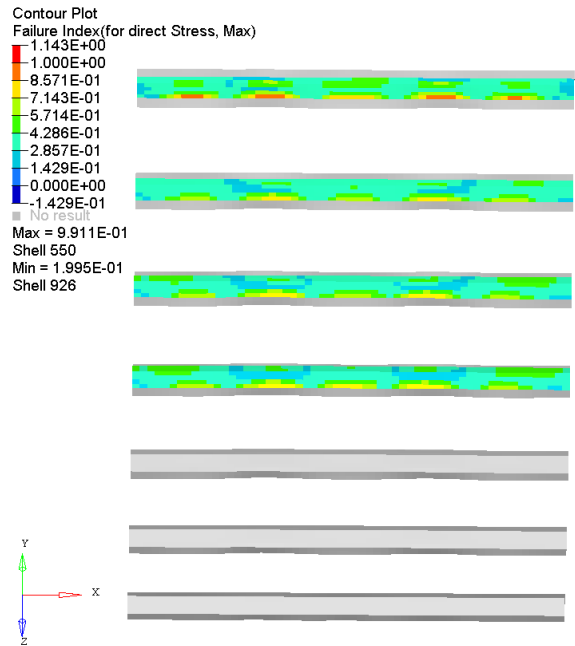 Contour Plot
Failure Index(for direct Stress, Max)
1.143E+00
1.000E+00
8.571E-01
7.143E-01
5.714E-01
4.286E-01
2.857E-01
1.429E-01
0.000E+00
-1.429E-01
No result
Max = 9.911E-01
Shell 550
Min = 1.995E-01
Shell 926
Y
X
Z